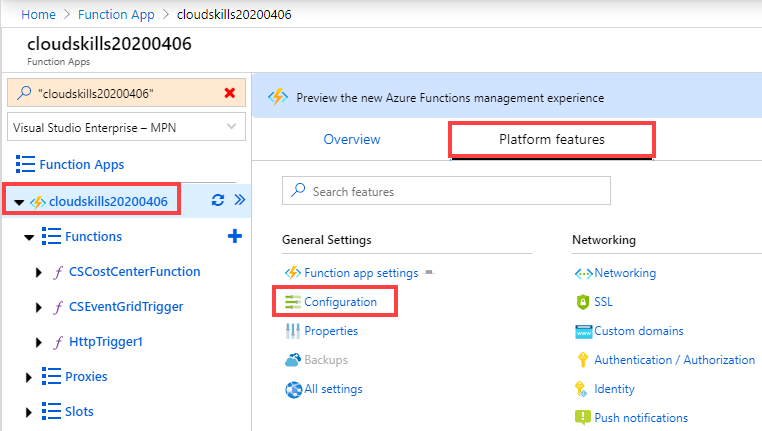 Home > Function App > cloudskills20200406
cloudskills20200406
Function Apps
"cloudskills20200406"
Visual Studio Enterprise – MPN
Function Apps
cloudskills20200406
Functions
CSCostCenterFunction
CSEventGridTrigger
HttpTrigger1
Proxies
Slots
Preview the new Azure Functions management experience
Overview
Platform features
Search features
General Settings
Function app settings
Configuration
Properties
Backups
All settings
Networking
Networking
SSL
Custom domains
Authentication / Authorization
Identity
Push notifications